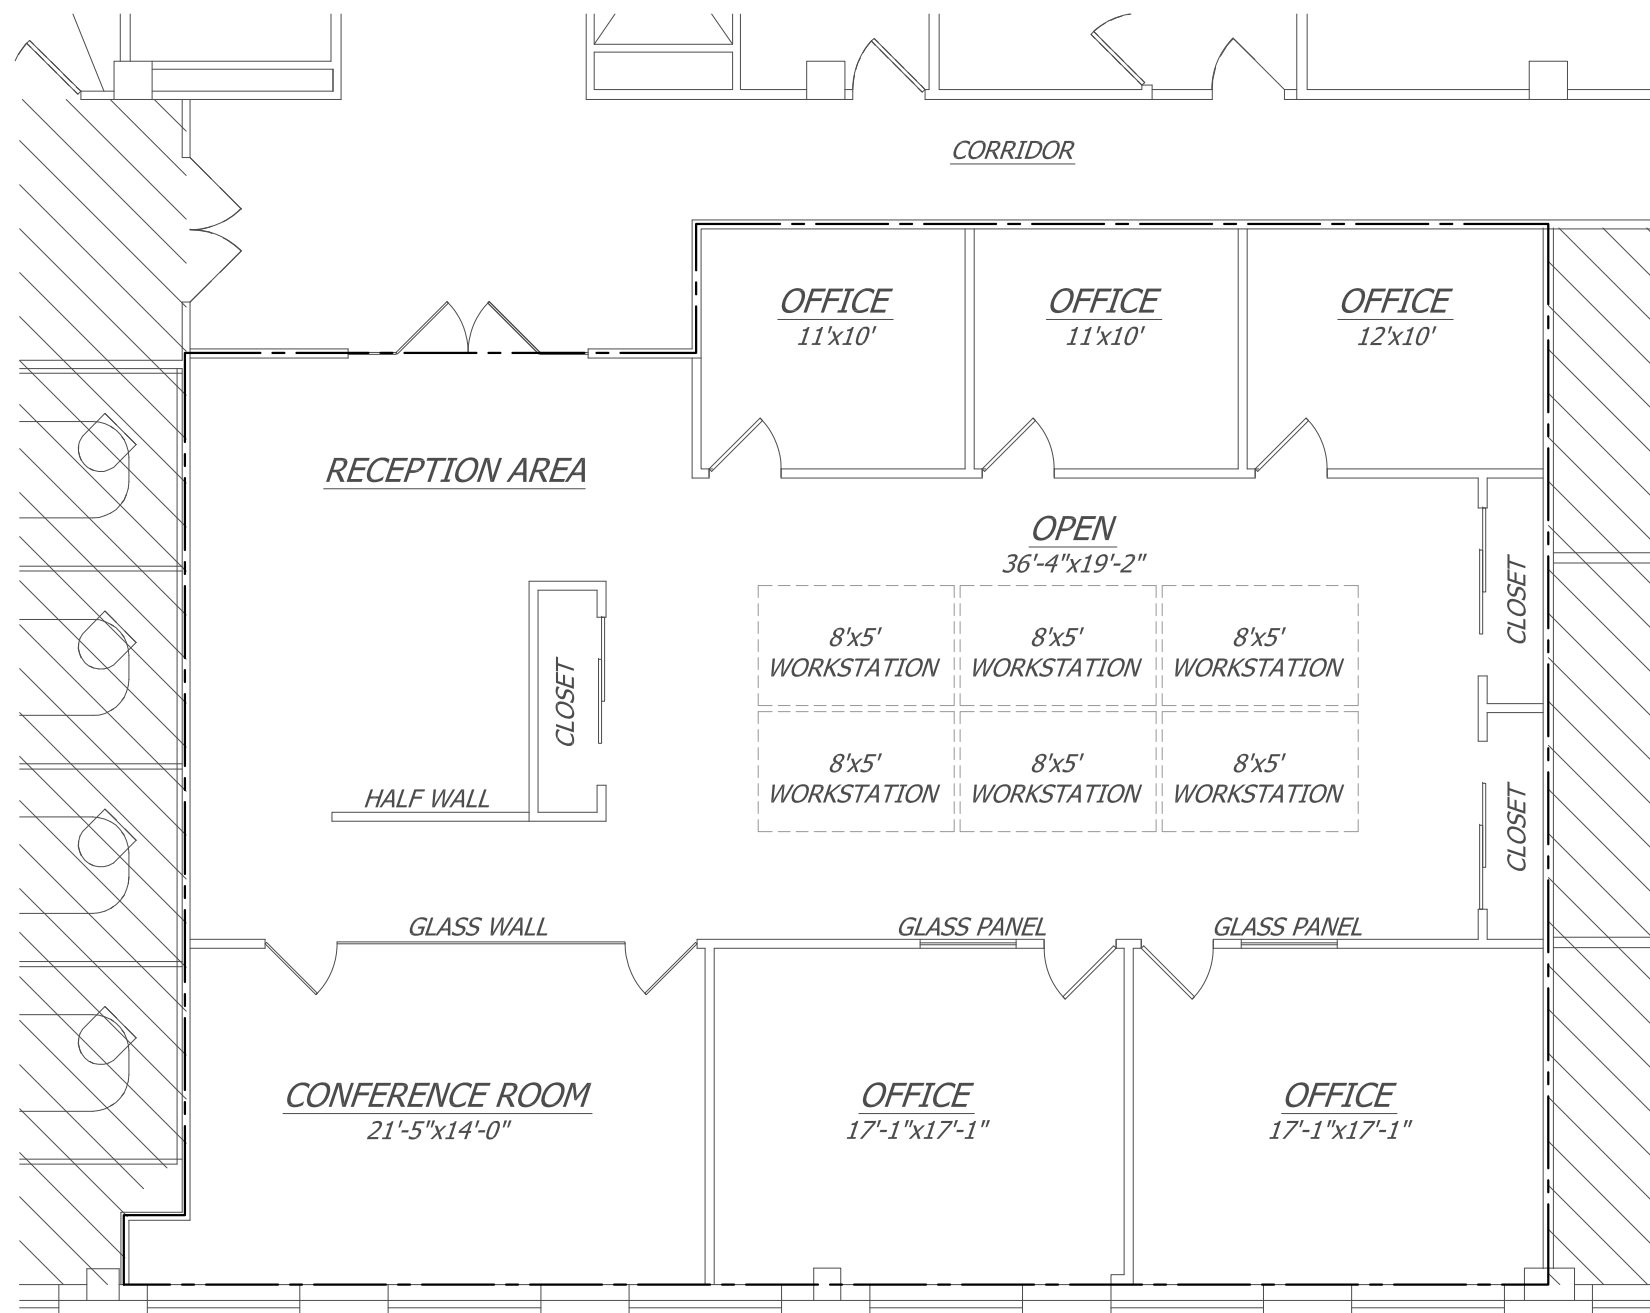 CORRIDOR
OFFICE
11'x10'
OFFICE
11'x10'
OFFICE
12'x10'
RECEPTION AREA
OPEN
36'-4"x19'-2"
CLOSET
8'x5'
WORKSTATION
8'x5'
WORKSTATION
8'x5'
WORKSTATION
CLOSET
8'x5'
WORKSTATION
8'x5'
WORKSTATION
8'x5'
WORKSTATION
HALF WALL
CLOSET
GLASS WALL
GLASS PANEL
GLASS PANEL
CONFERENCE ROOM
21'-5"x14'-0"
OFFICE
17'-1"x17'-1"
OFFICE
17'-1"x17'-1"